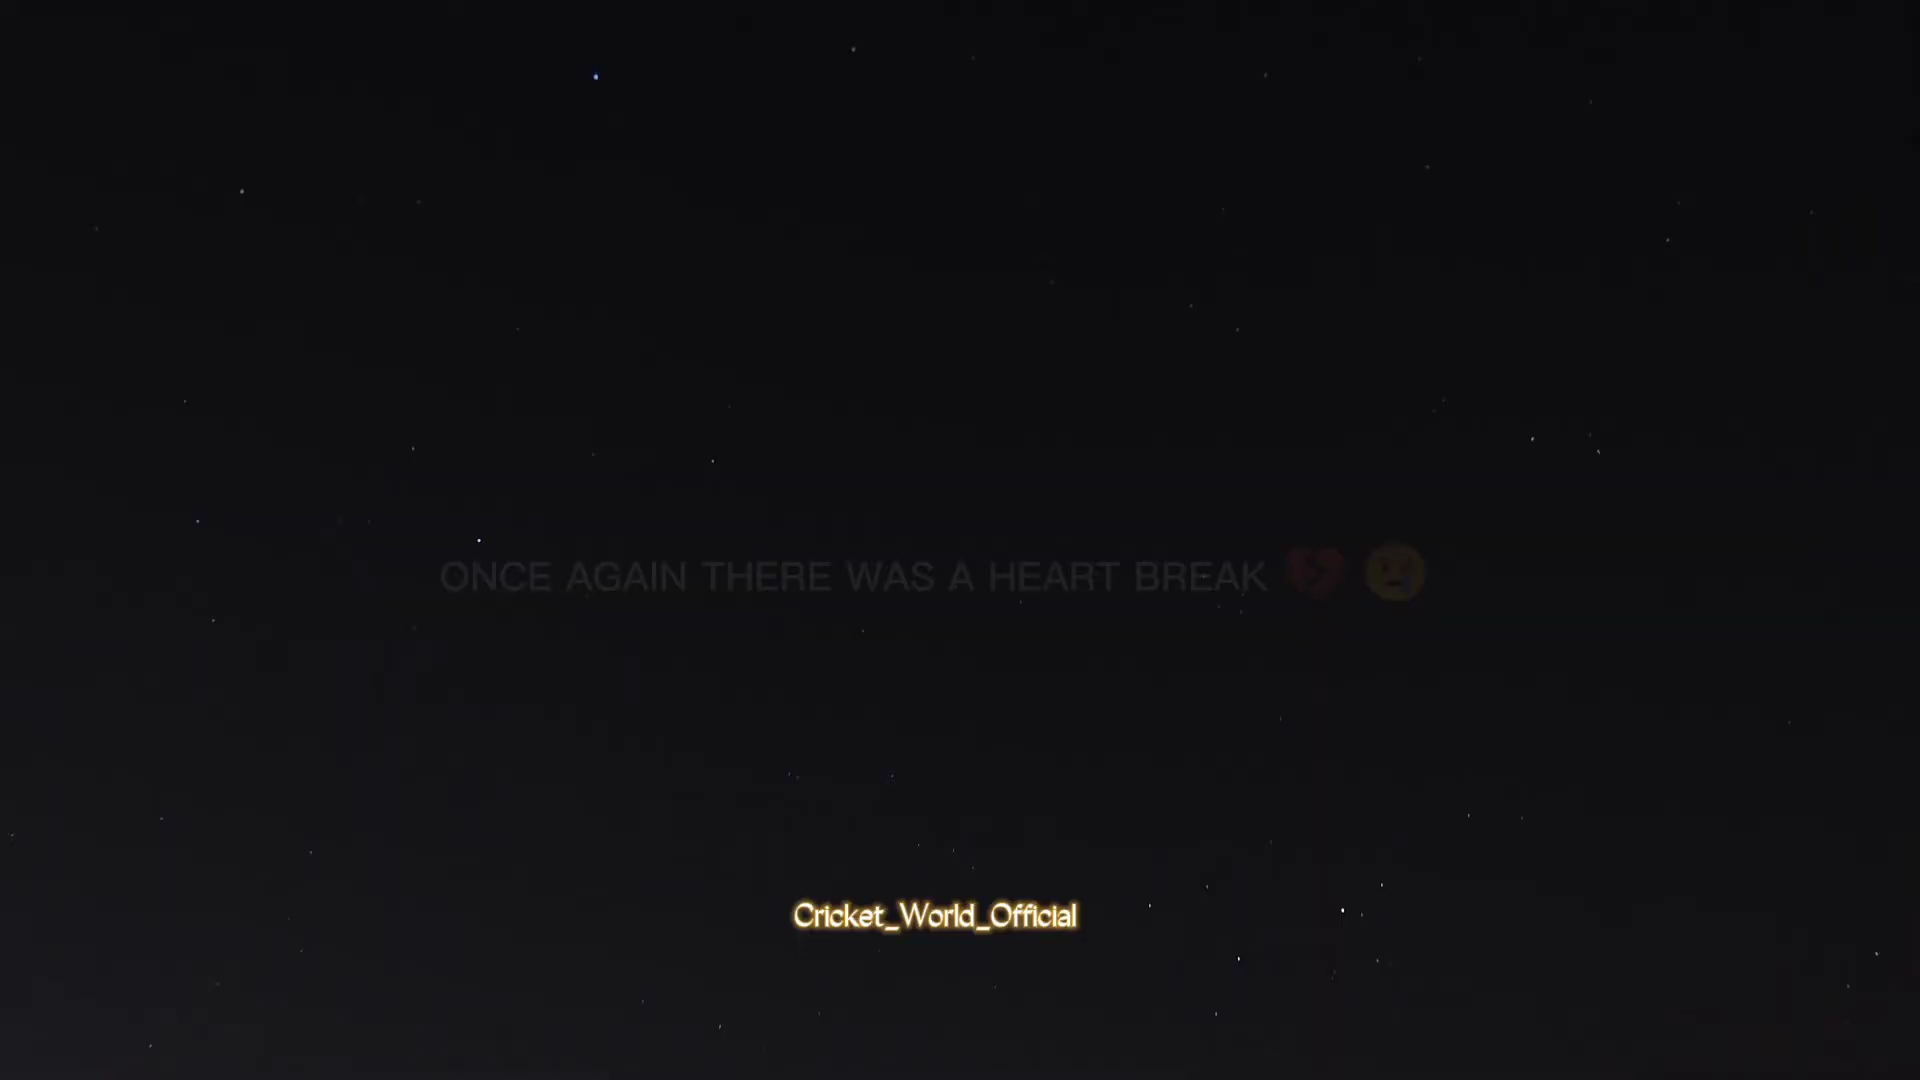 ONCE AGAIN THERE WAS A HEART BREAK 💔 😢
Cricket_World_Official